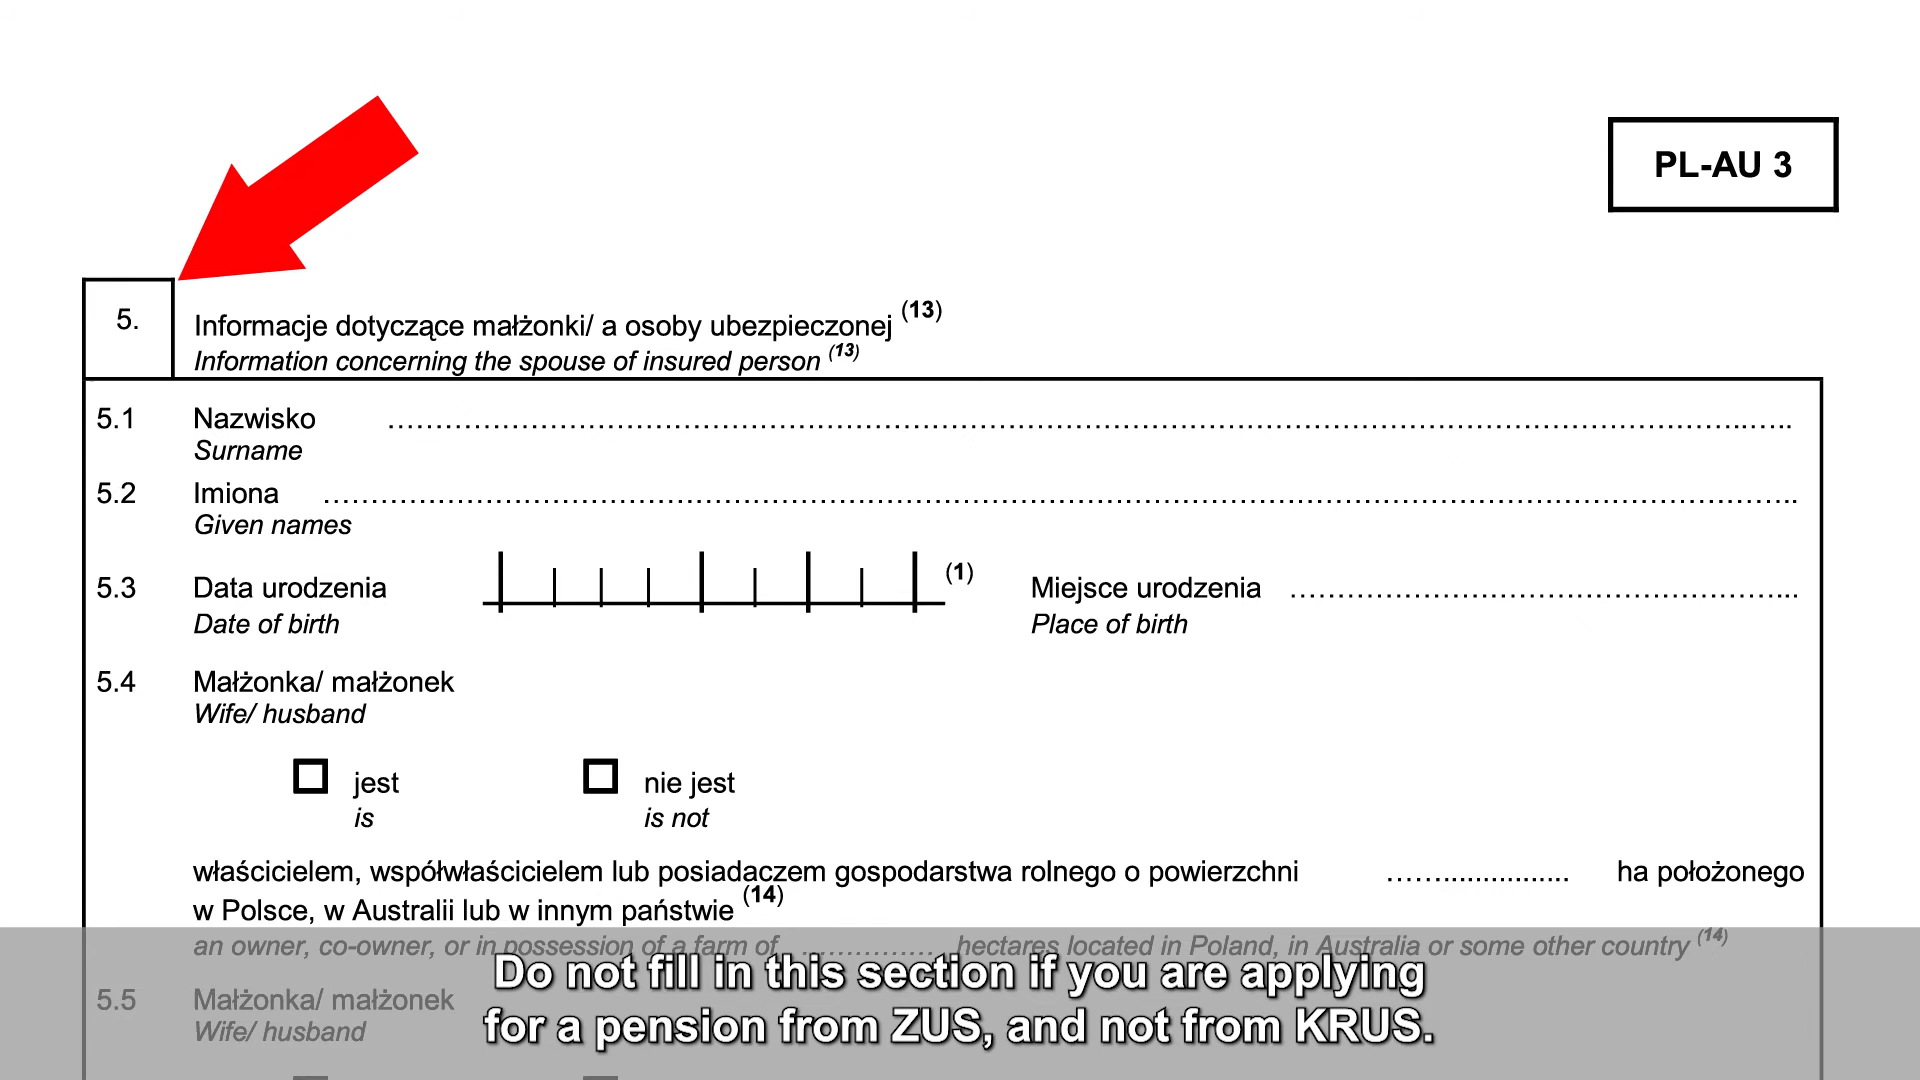 PL-AU 3
5. Informacje dotyczące małżonki/ a osoby ubezpieczonej (13)
Information concerning the spouse of insured person (13)
5.1 Nazwisko ........................................................
Surname
5.2 Imiona ........................................................
Given names
5.3 Data urodzenia (1) Miejsce urodzenia ................................
Date of birth Place of birth
5.4 Małżonka/ małżonek
Wife/ husband
jest nie jest
is is not
właścicielem, współwłaścicielem lub posiadaczem gospodarstwa rolnego o powierzchni .................... ha położonego
w Polsce, w Australii lub w innym państwie (14)
an owner, co-owner, or in possession of a farm of ................ hectares located in Poland, in Australia or some other country (14)
5.5 Małżonka/ małżonek
Wife/ husband
Do not fill in this section if you are applying
for a pension from ZUS, and not from KRUS.